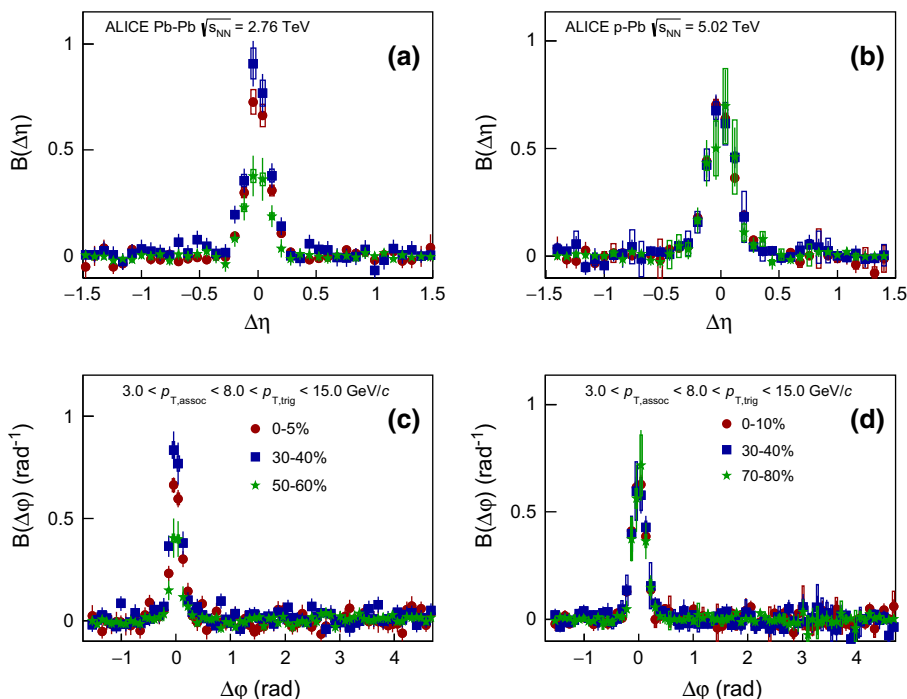 ALICE Pb-Pb √sNN = 2.76 TeV
(a)
1
0.5
0
B(Δη)
−1.5 −1 −0.5 0 0.5 1 1.5
Δη
ALICE p-Pb √sNN = 5.02 TeV
(b)
1
0.5
0
B(Δη)
−1.5 −1 −0.5 0 0.5 1 1.5
Δη
3.0 < pT,assoc < 8.0 < pT,trig < 15.0 GeV/c
(c)
0-5%
30-40%
50-60%
1
0.5
0
B(Δφ) (rad-1)
−1 0 1 2 3 4
Δφ (rad)
3.0 < pT,assoc < 8.0 < pT,trig < 15.0 GeV/c
(d)
0-10%
30-40%
70-80%
1
0.5
0
B(Δφ) (rad-1)
−1 0 1 2 3 4
Δφ (rad)